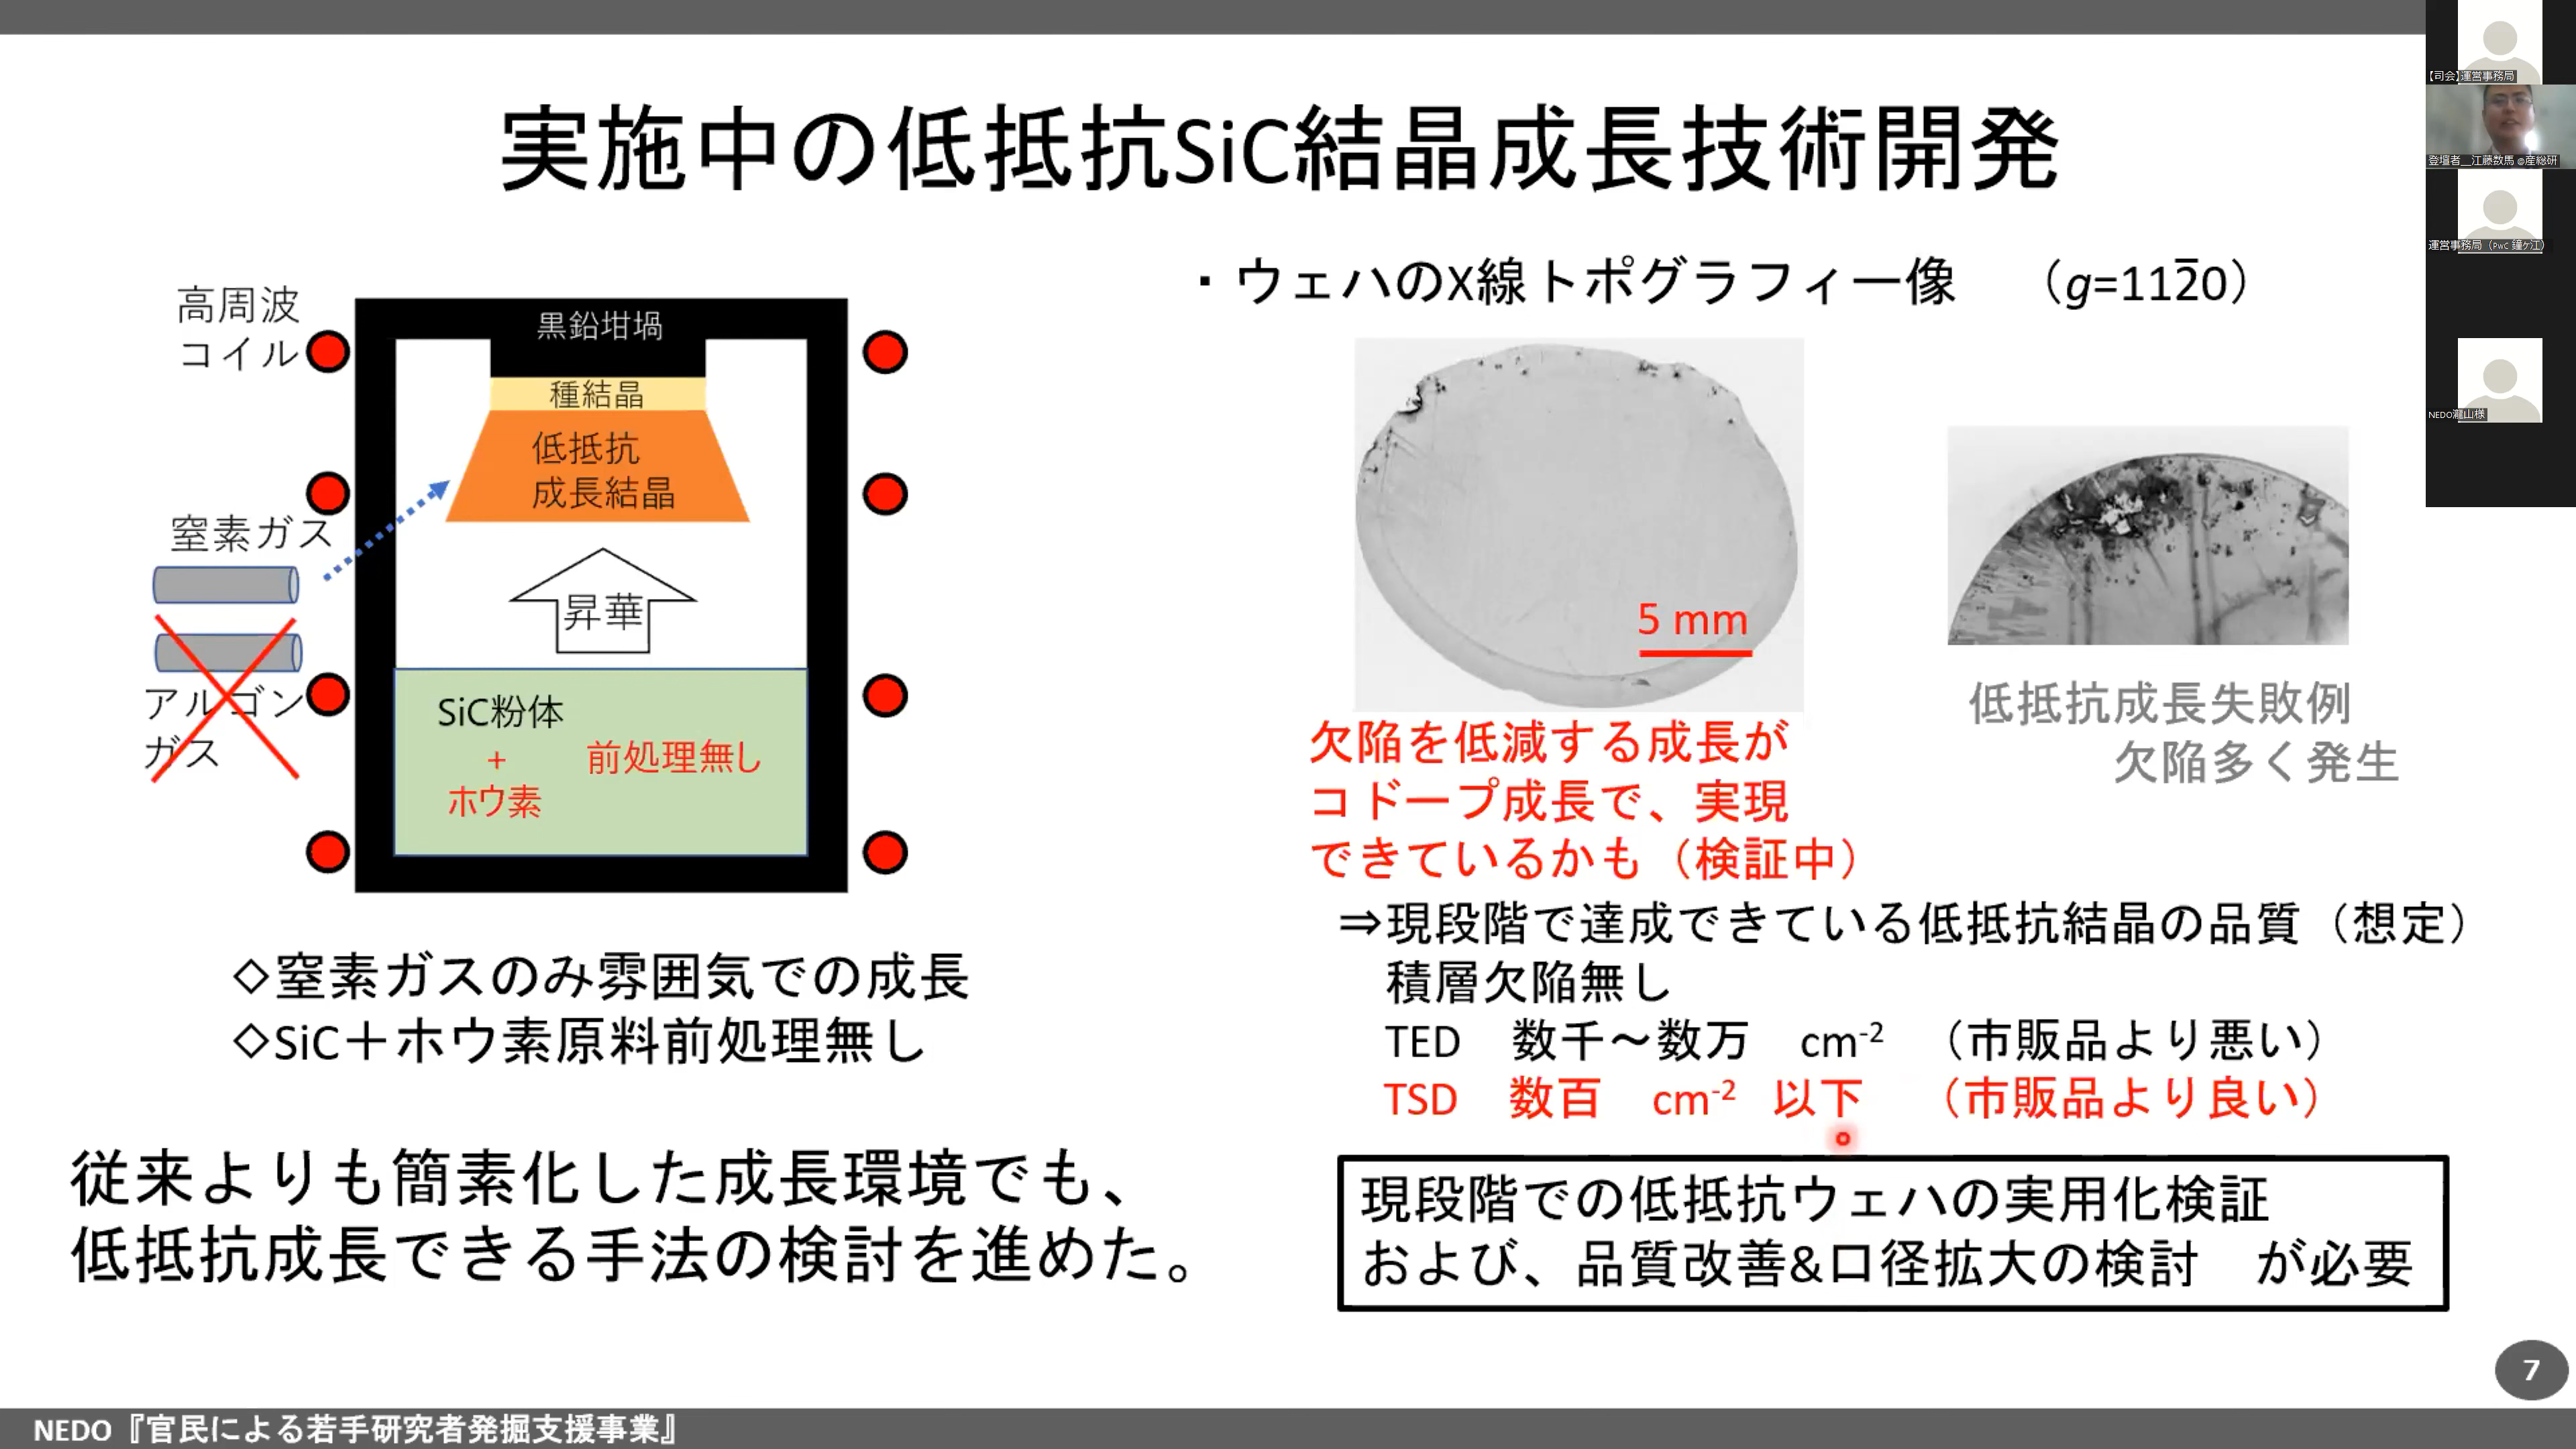 実施中の低抵抗SiC結晶成長技術開発
高周波
コイル
黒鉛坩堝
種結晶
低抵抗
成長結晶
窒素ガス
昇華
アルゴン
ガス
SiC粉体
+
ホウ素
前処理無し
◇窒素ガスのみ雰囲気での成長
◇SiC＋ホウ素原料前処理無し
従来よりも簡素化した成長環境でも、
低抵抗成長できる手法の検討を進めた。
・ウェハのX線トポグラフィー像 （g=112̅0）
5 mm
欠陥を低減する成長が
コドープ成長で、実現
できているかも（検証中）
低抵抗成長失敗例
欠陥多く発生
⇒現段階で達成できている低抵抗結晶の品質（想定）
積層欠陥無し
TED 数千～数万 cm⁻² （市販品より悪い）
TSD 数百 cm⁻² 以下 （市販品より良い）
現段階での低抵抗ウェハの実用化検証
および、品質改善&口径拡大の検討 が必要
7
NEDO『官民による若手研究者発掘支援事業』
【司会】運営事務局
登壇者__江藤数馬@産総研
運営事務局（PwC 鐘ケ江）
NEDO瀧山様